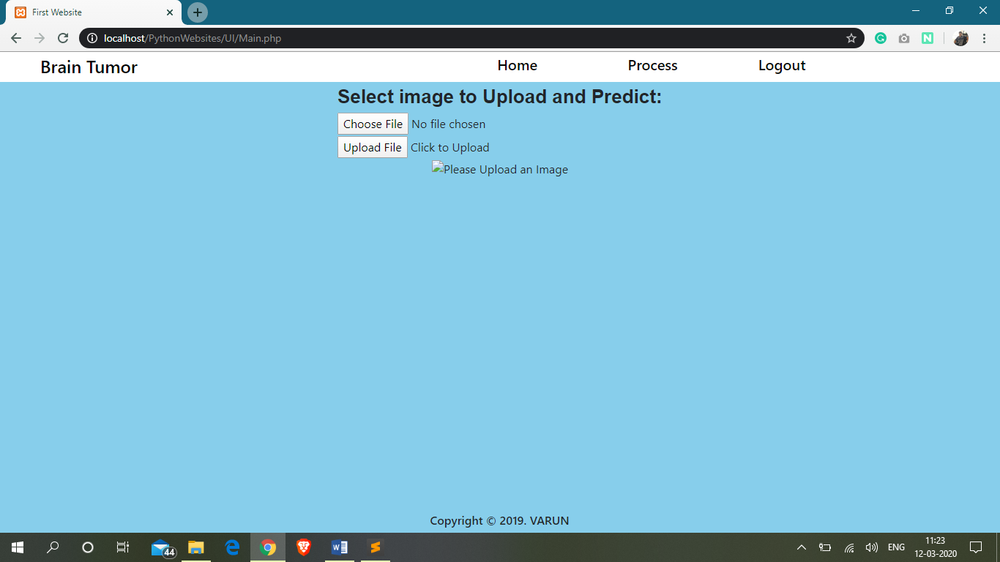 First Website
localhost/PythonWebsites/UI/Main.php
Brain Tumor Home Process Logout
Select image to Upload and Predict:
Choose File No file chosen
Upload File Click to Upload
Please Upload an Image
Copyright © 2019. VARUN
44
ENG
11:23
12-03-2020